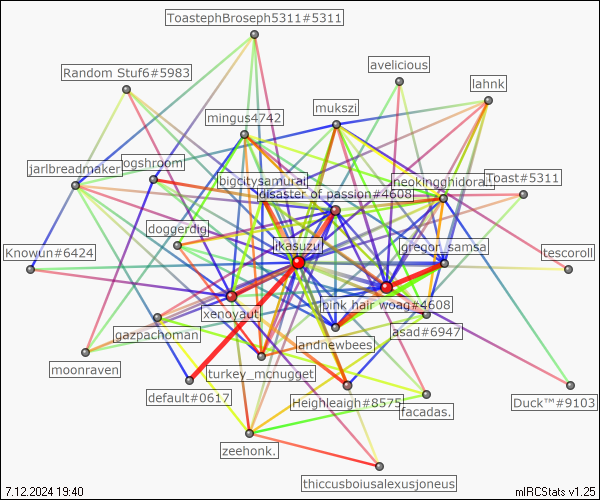 ToastephBroseph5311#5311
Random Stuf6#5983
avelicious
lahnk
mingus4742
mukszi
jarlbreadmaker
ogshroom
bigcitysamurai
neokingghidora
Toast#5311
disaster of passion#4608
doggerdig
ikasuzu
gregor_samsa
Knowun#6424
tescoroll
pink hair woag#4608
xenoyaut
gazpachoman
asad#6947
andnewbees
moonraven
turkey_mcnugget
default#0617
Heighleaigh#8575
facadas.
Duck™#9103
zeehonk.
thiccusboiusalexusjoneus
7.12.2024 19:40
mIRCStats v1.25